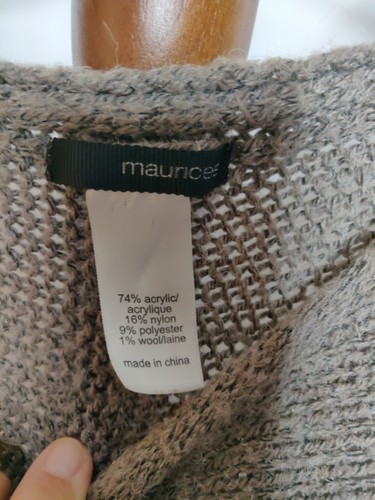 maurices
74% acrylic/
acrylique
16% nylon
9% polyester
1% wool/laine
made in china